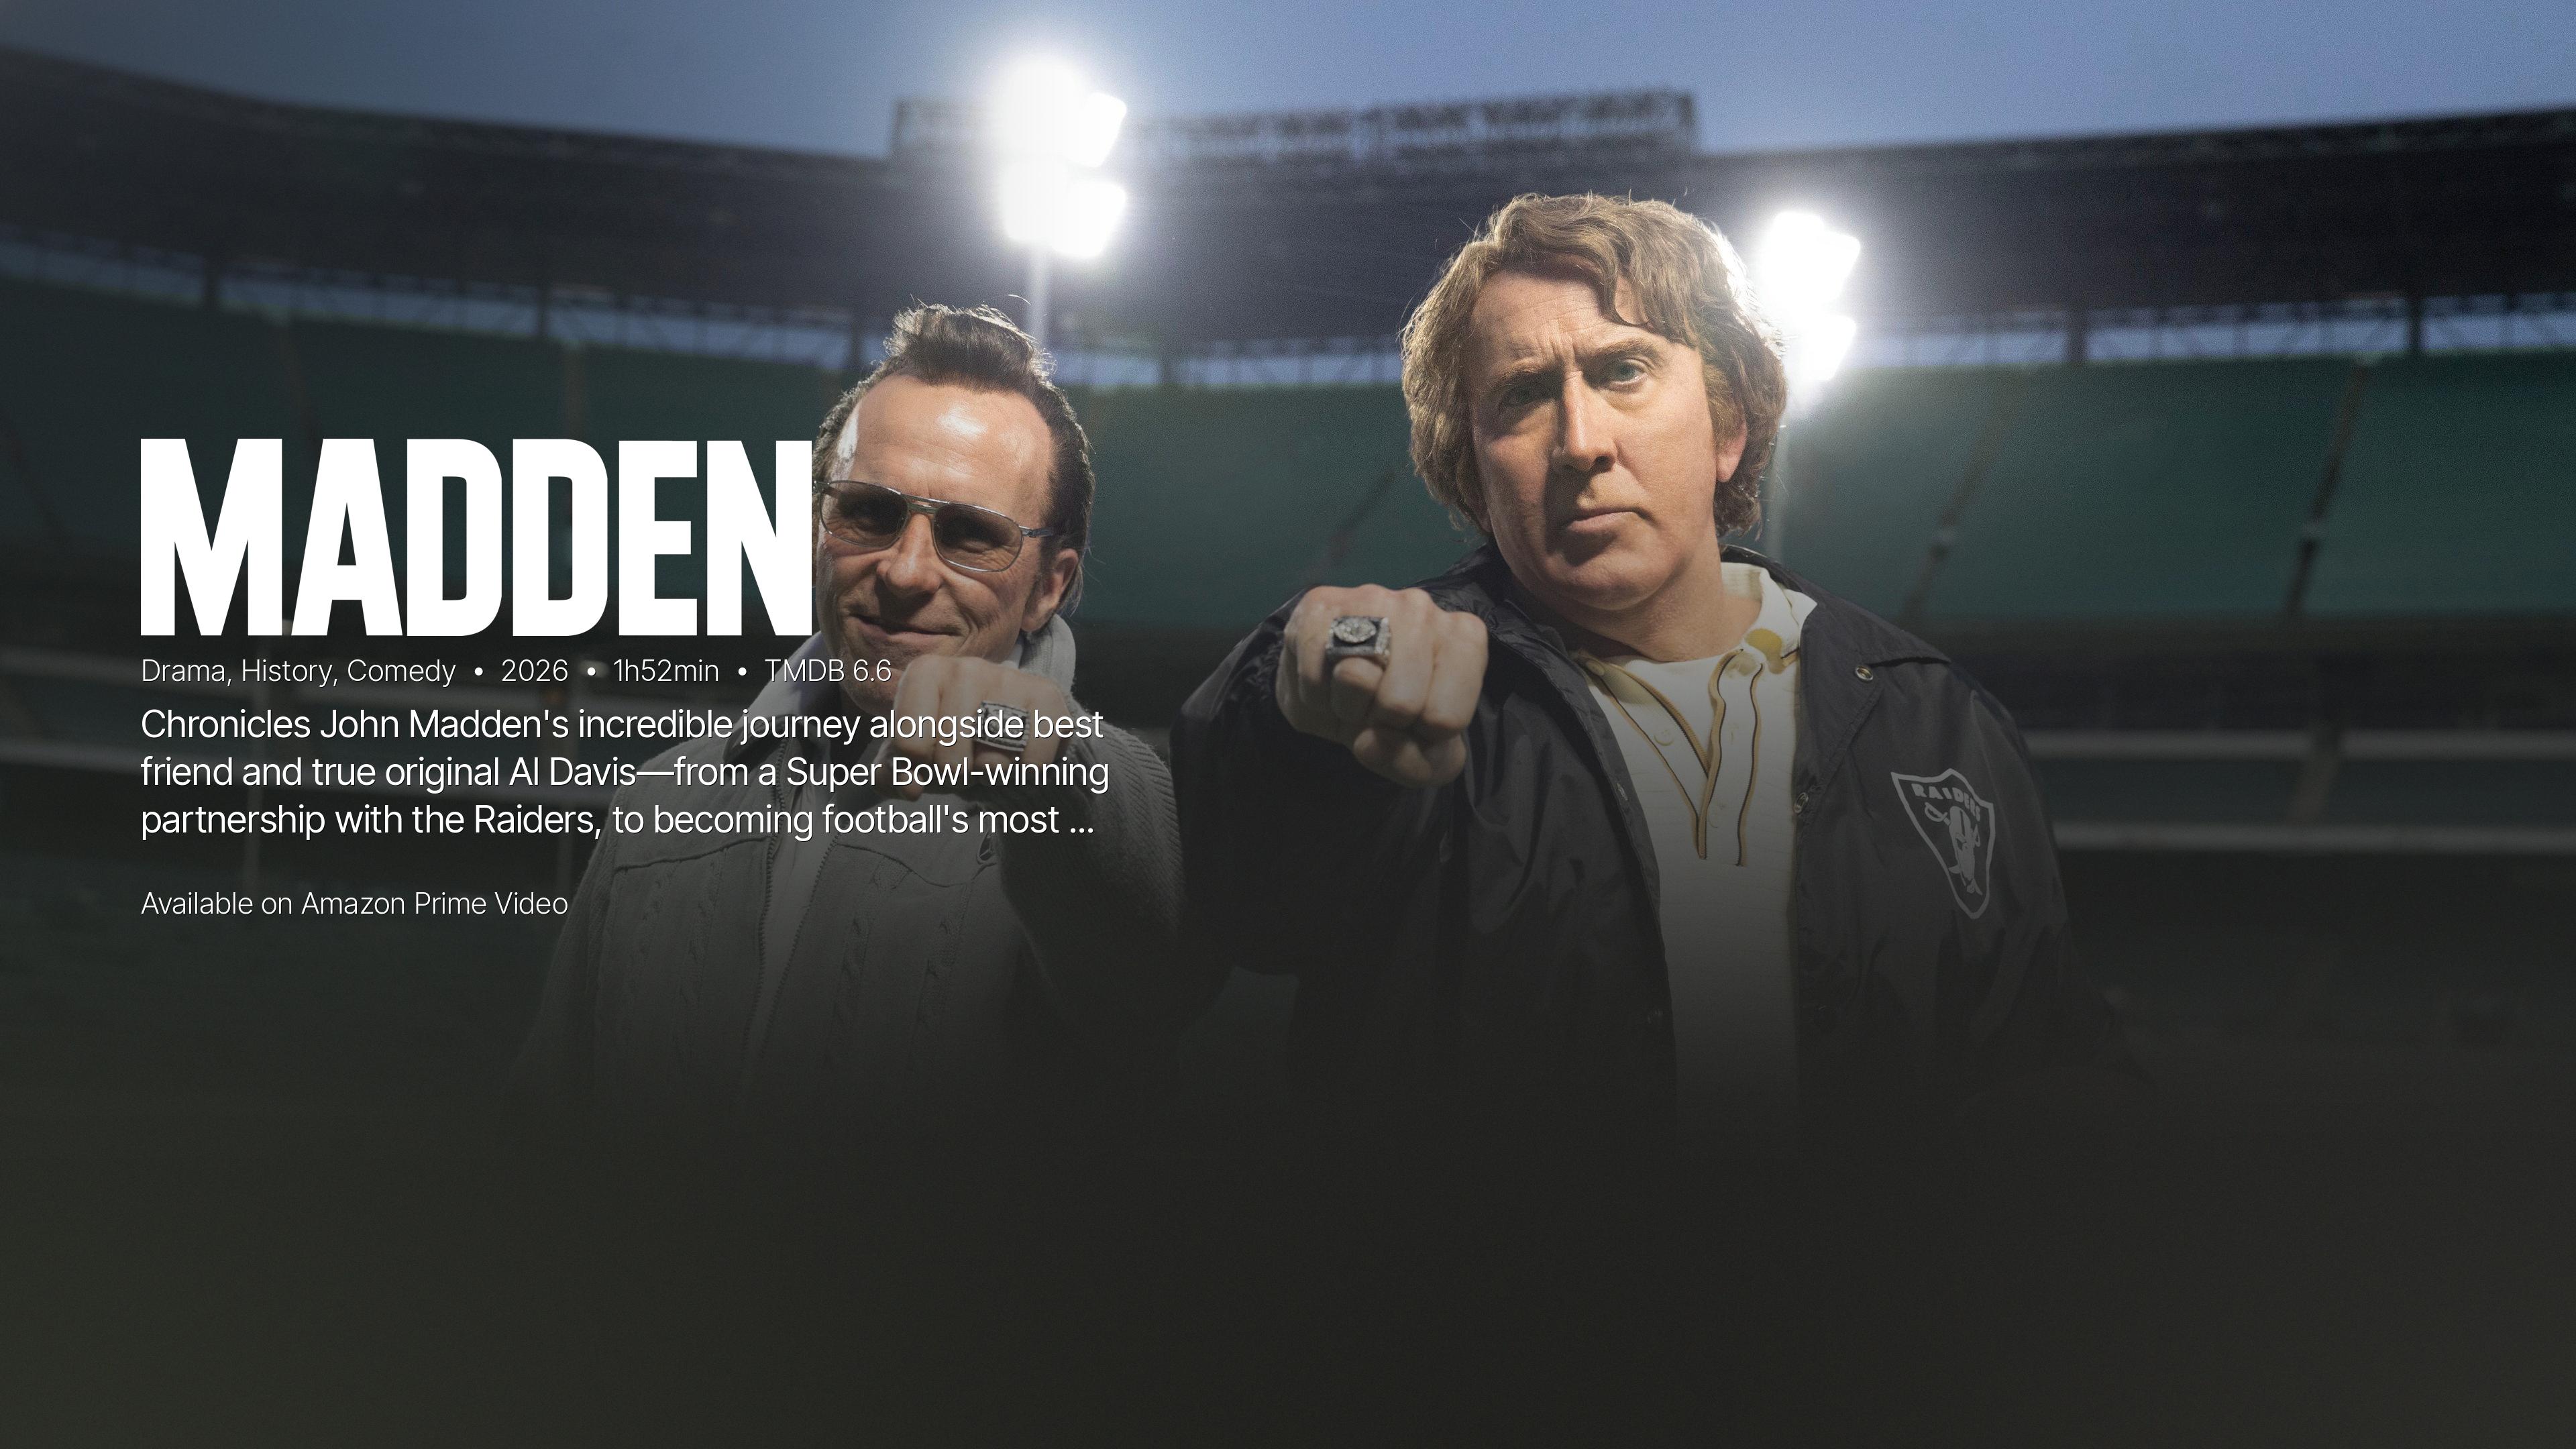 MADDEN
Drama, History, Comedy • 2026 • 1h52min • TMDB 6.6
Chronicles John Madden's incredible journey alongside best
friend and true original Al Davis—from a Super Bowl-winning
partnership with the Raiders, to becoming football's most ...
Available on Amazon Prime Video
RAIDERS